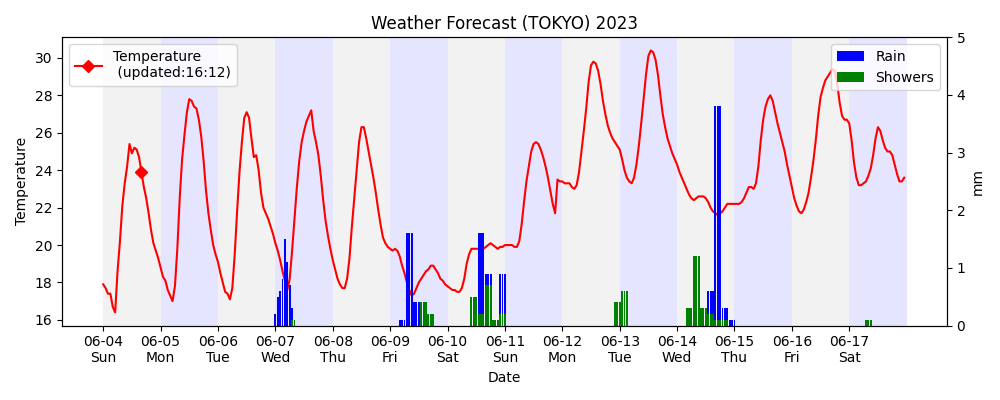 Weather Forecast (TOKYO) 2023
Temperature
(updated:16:12)
Rain
Showers
Temperature
30
28
26
24
22
20
18
16
5
4
3
2
1
0
mm
06-04 06-05 06-06 06-07 06-08 06-09 06-10 06-11 06-12 06-13 06-14 06-15 06-16 06-17
Sun Mon Tue Wed Thu Fri Sat Sun Mon Tue Wed Thu Fri Sat
Date